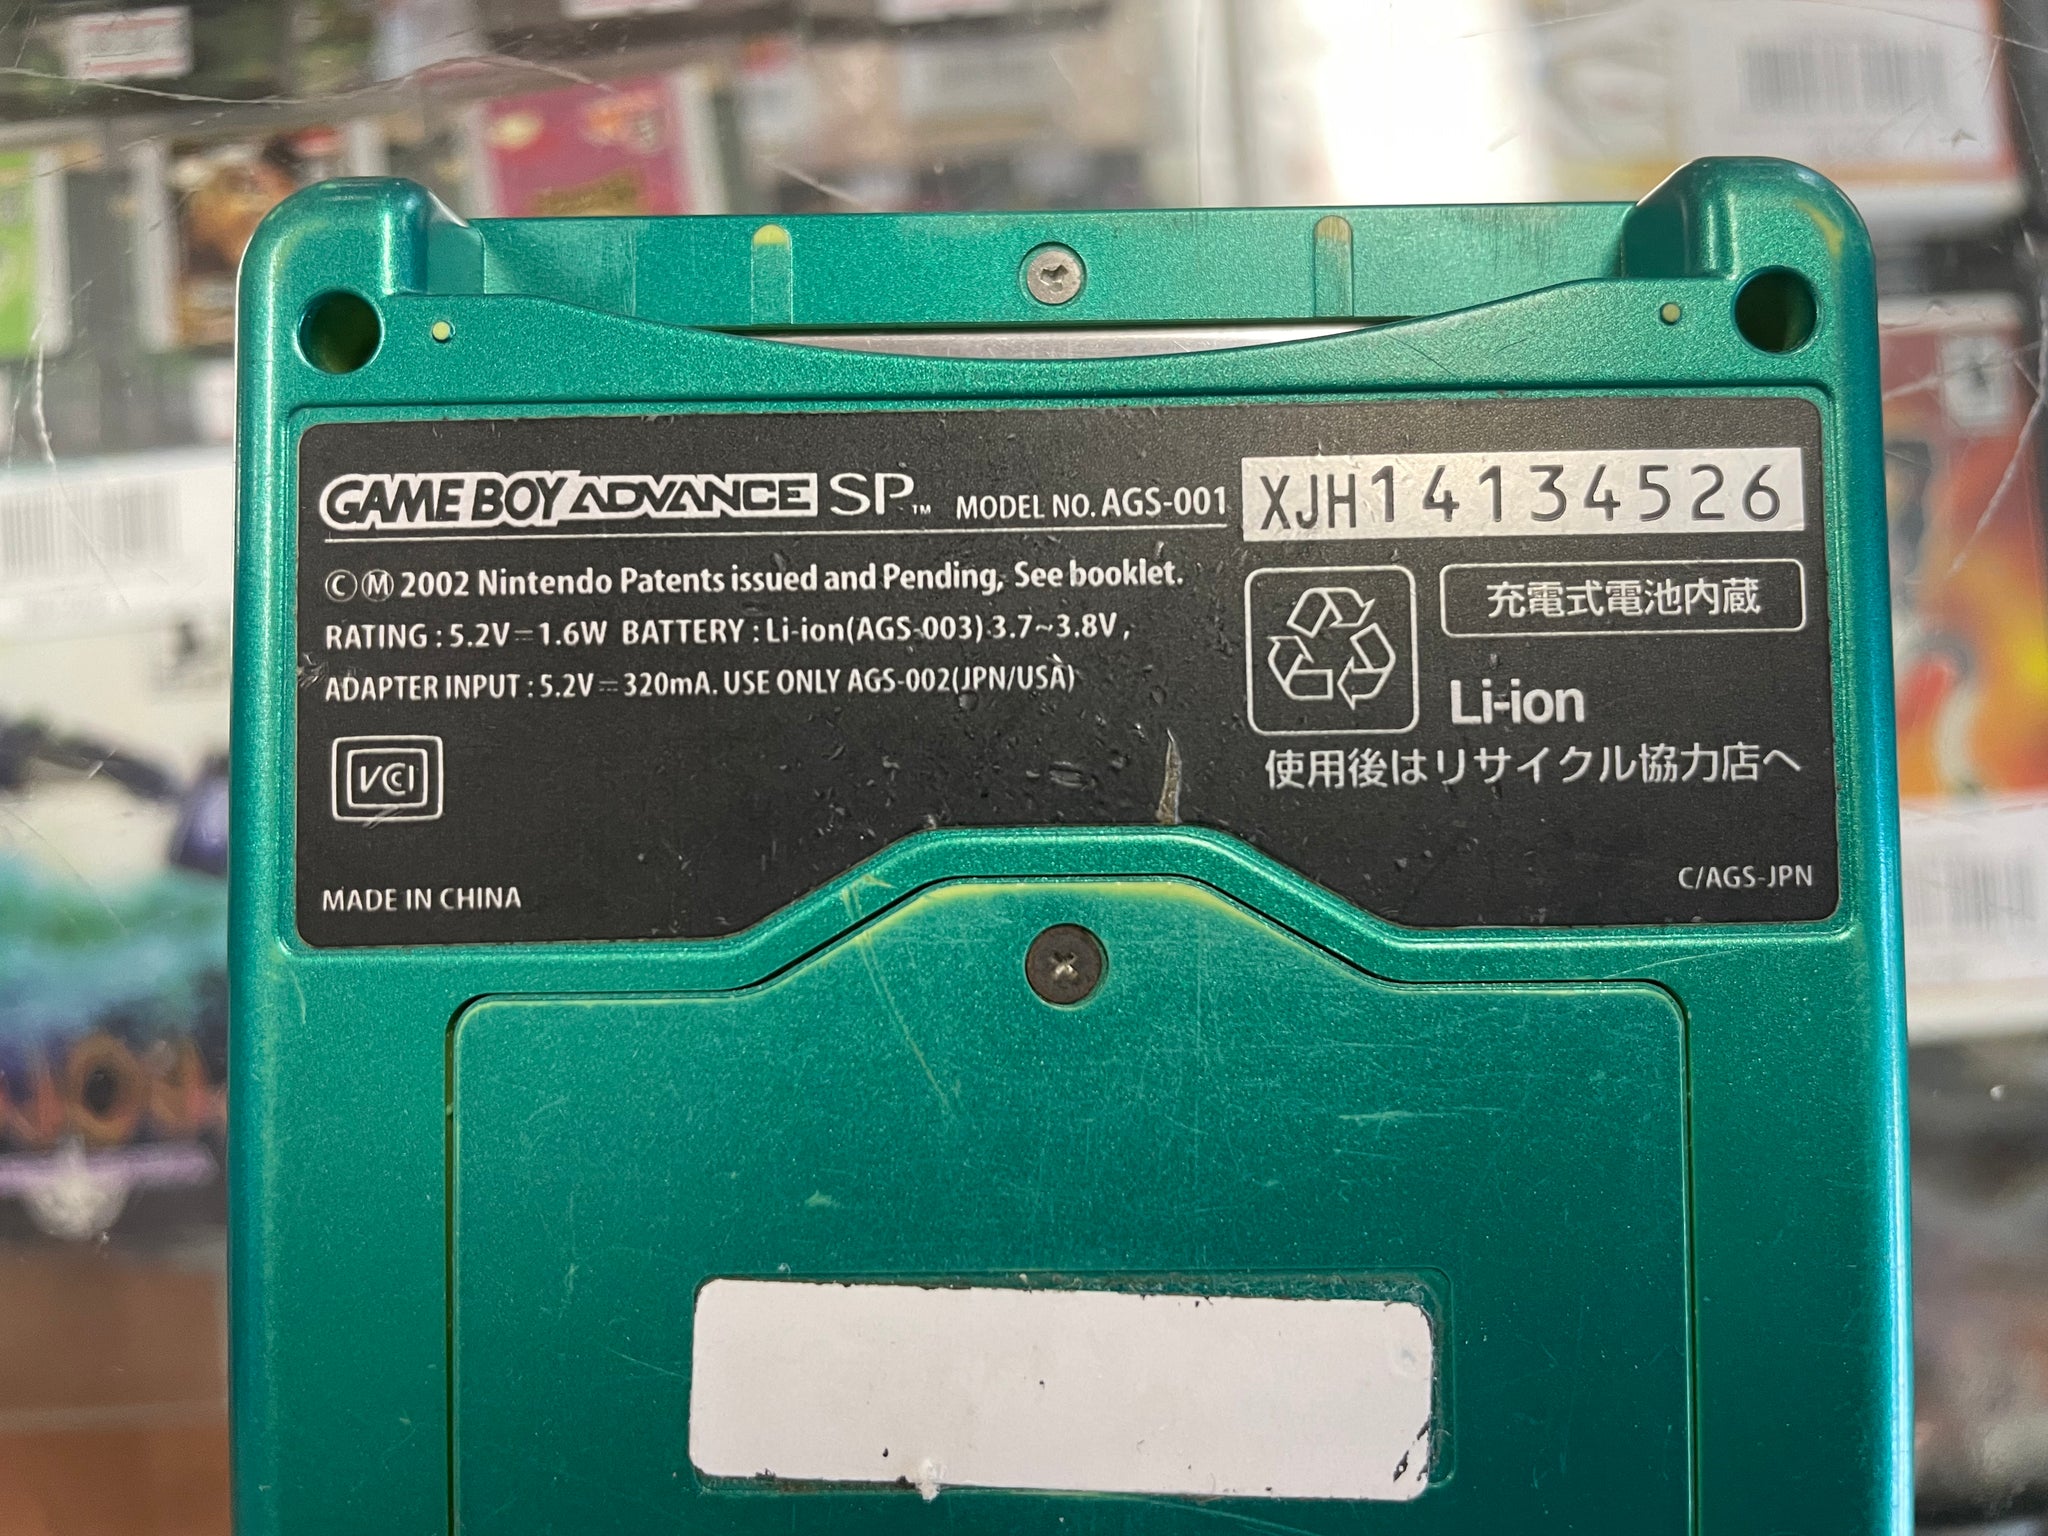 GAME BOY ADVANCE SP™ MODEL NO. AGS-001
XJH14134526
Ⓒ Ⓜ 2002 Nintendo Patents issued and Pending, See booklet.
RATING : 5.2V⎓1.6W BATTERY : Li-ion(AGS-003) 3.7~3.8V ,
ADAPTER INPUT : 5.2V⎓320mA. USE ONLY AGS-002(JPN/USA)
VCCI
MADE IN CHINA
充電式電池内蔵
Li-ion
使用後はリサイクル協力店へ
C/AGS-JPN